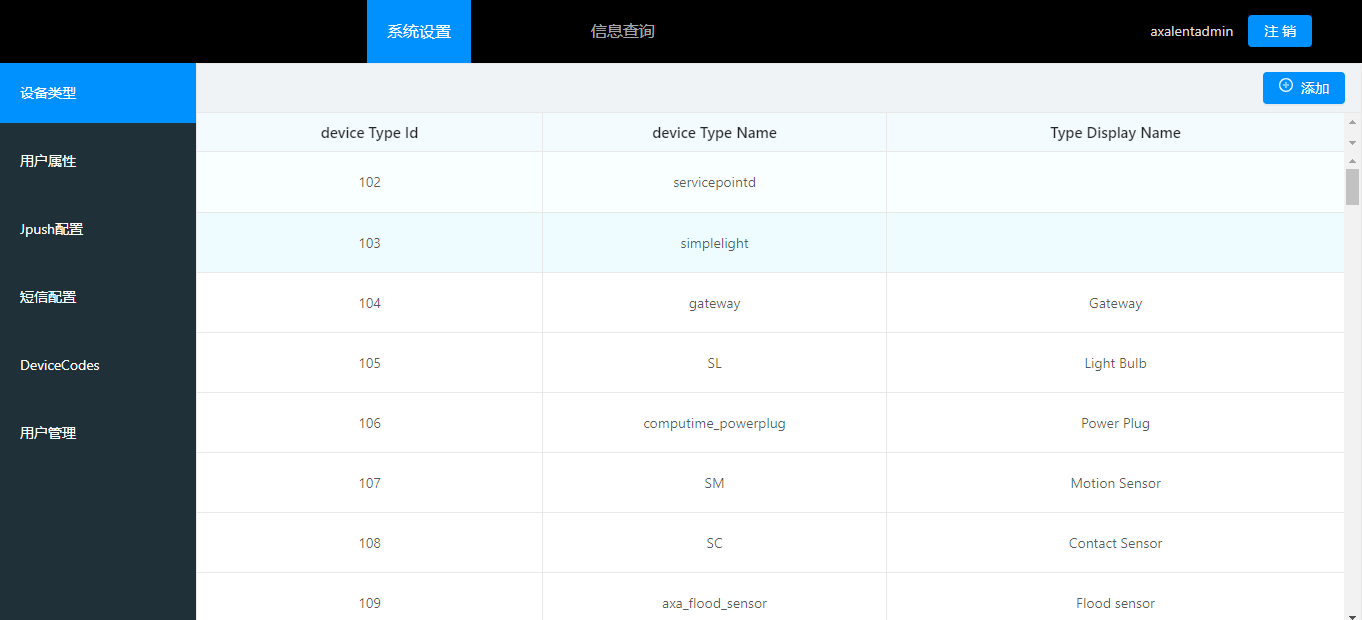 系统设置 信息查询 axalentadmin 注 销
设备类型
添加
用户属性
Jpush配置
短信配置
DeviceCodes
用户管理
device Type Id device Type Name Type Display Name
102 servicepointd
103 simplelight
104 gateway Gateway
105 SL Light Bulb
106 computime_powerplug Power Plug
107 SM Motion Sensor
108 SC Contact Sensor
109 axa_flood_sensor Flood sensor